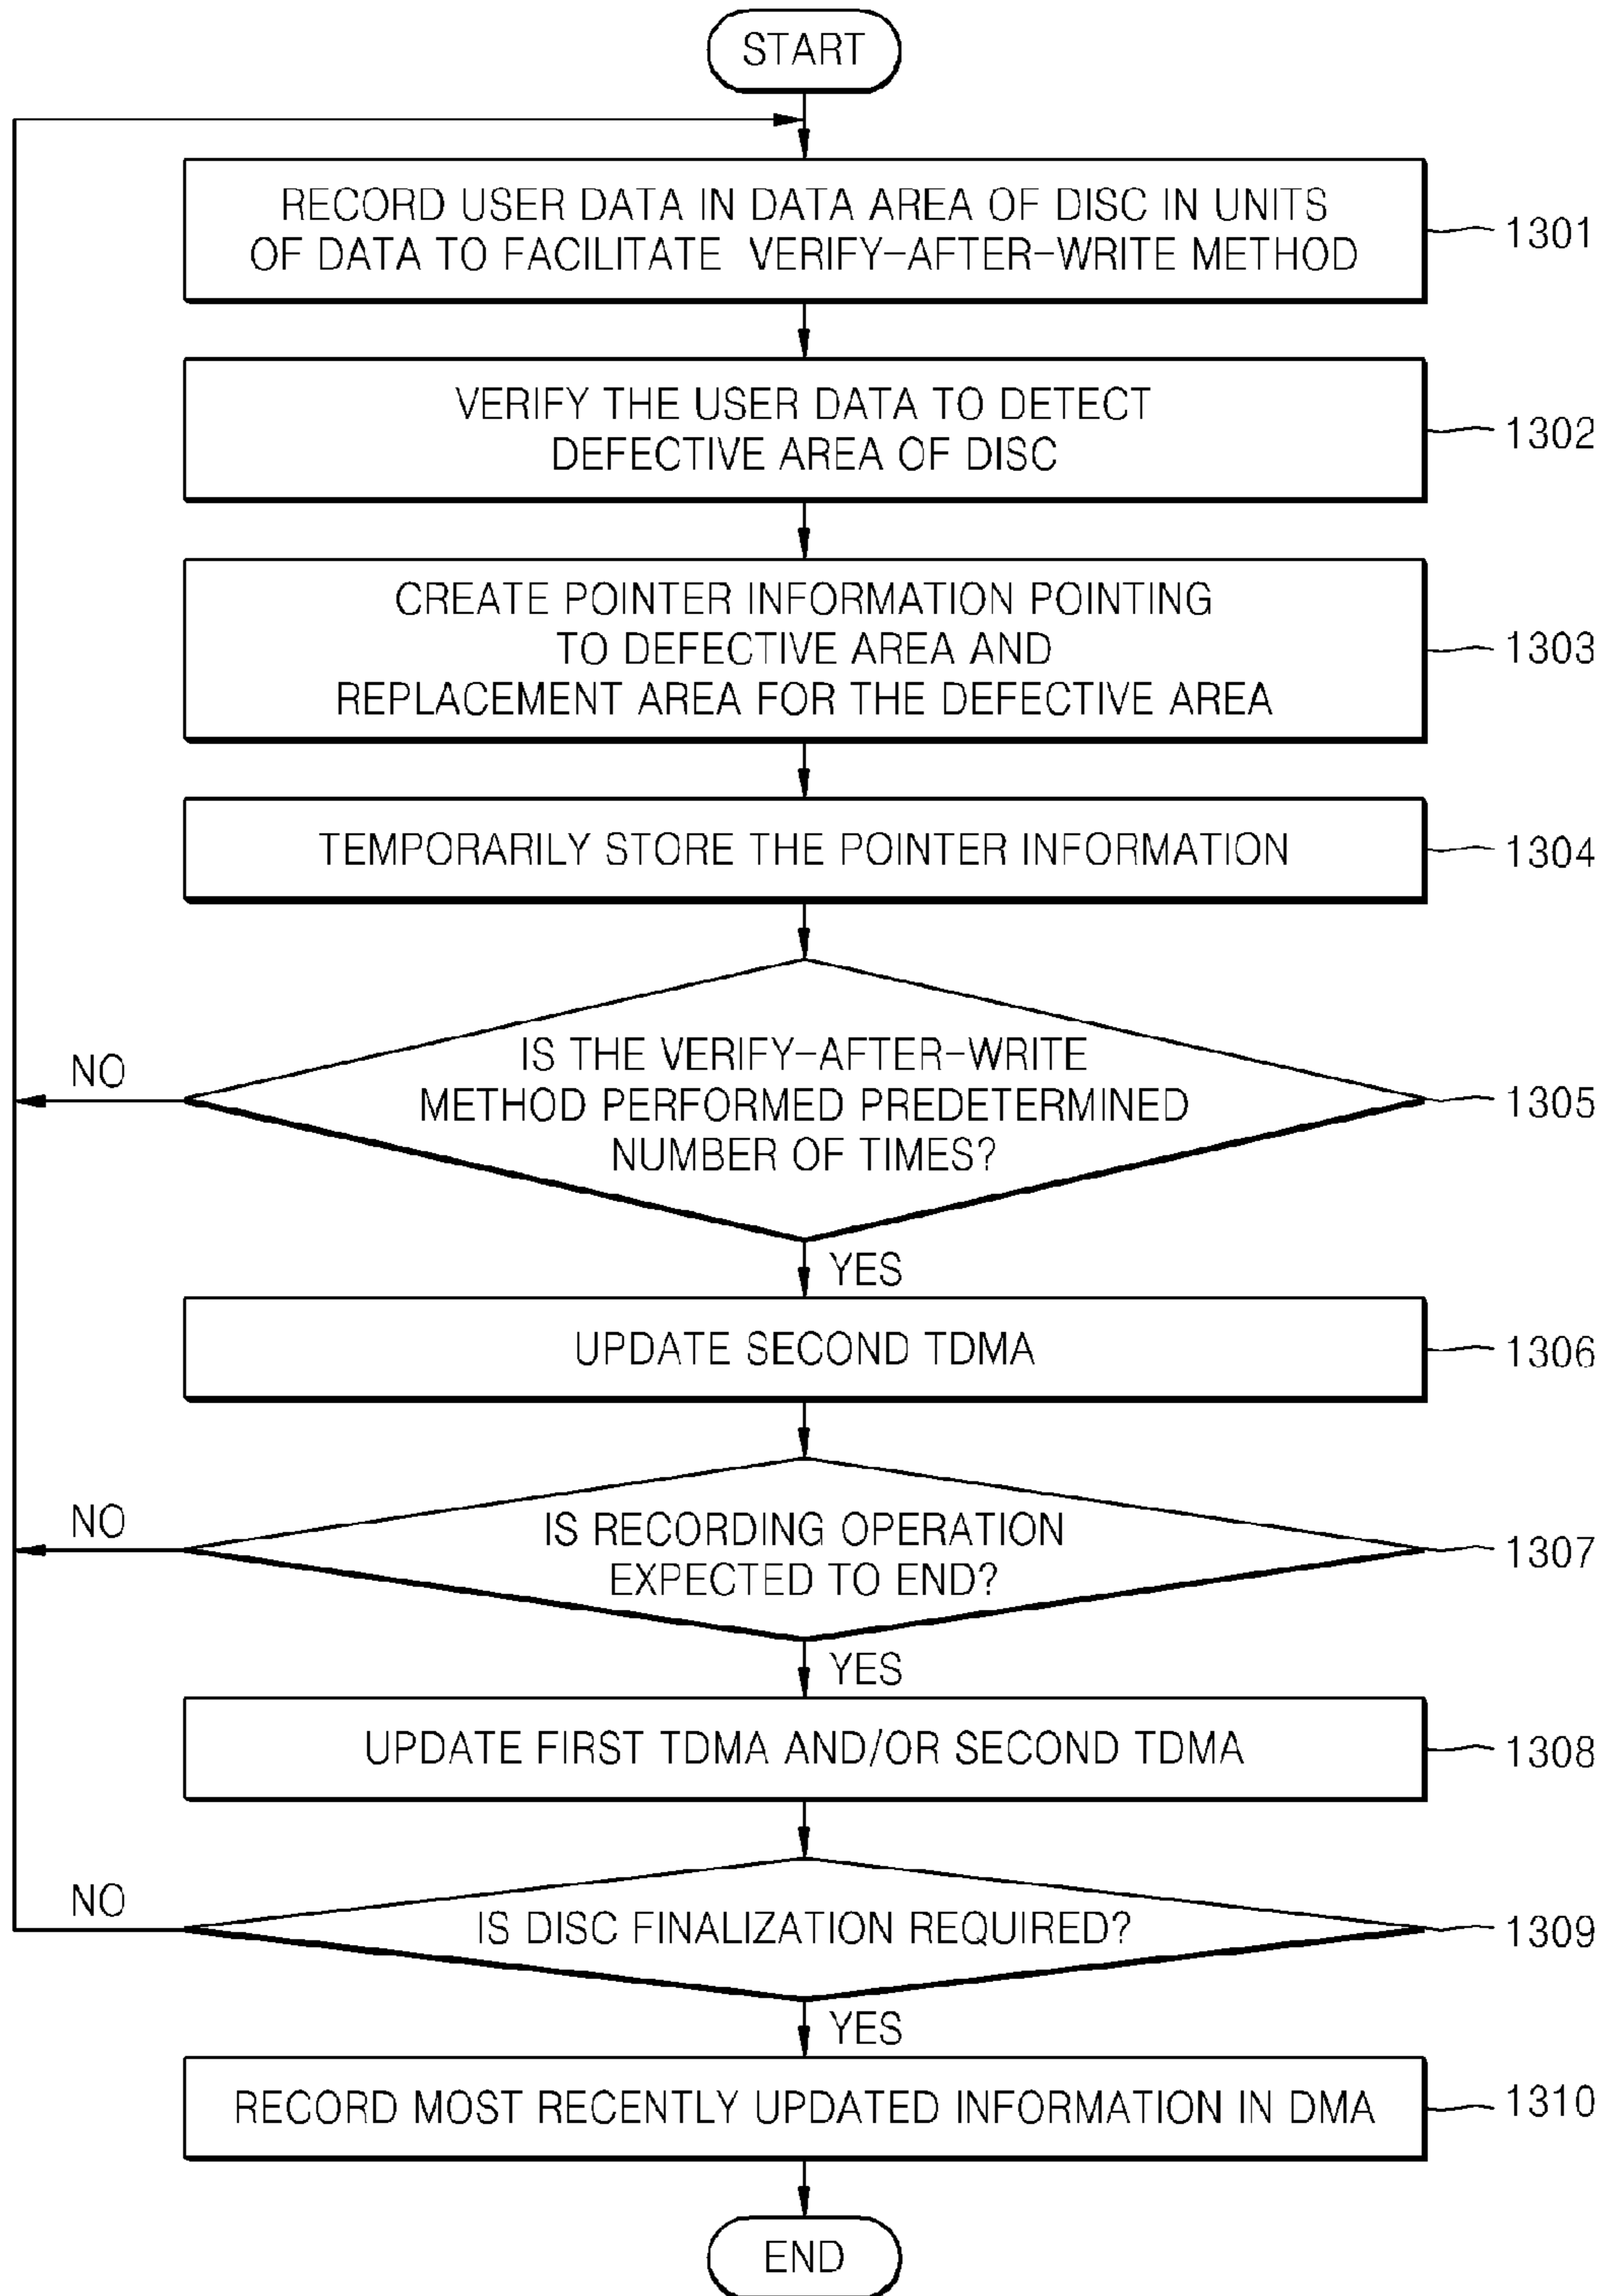 START
RECORD USER DATA IN DATA AREA OF DISC IN UNITS
OF DATA TO FACILITATE VERIFY-AFTER-WRITE METHOD
1301
VERIFY THE USER DATA TO DETECT
DEFECTIVE AREA OF DISC
1302
CREATE POINTER INFORMATION POINTING
TO DEFECTIVE AREA AND
REPLACEMENT AREA FOR THE DEFECTIVE AREA
1303
TEMPORARILY STORE THE POINTER INFORMATION
1304
IS THE VERIFY-AFTER-WRITE
METHOD PERFORMED PREDETERMINED
NUMBER OF TIMES?
NO
1305
YES
UPDATE SECOND TDMA
1306
IS RECORDING OPERATION
EXPECTED TO END?
NO
1307
YES
UPDATE FIRST TDMA AND/OR SECOND TDMA
1308
NO
IS DISC FINALIZATION REQUIRED?
1309
YES
RECORD MOST RECENTLY UPDATED INFORMATION IN DMA
1310
END